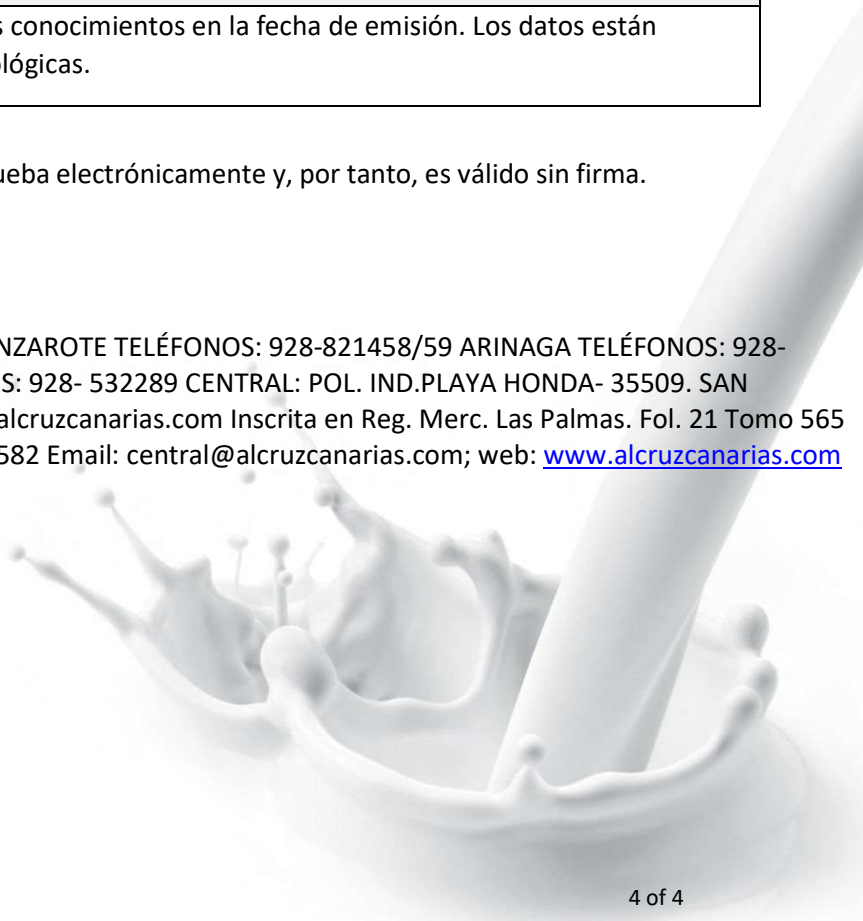 s conocimientos en la fecha de emisión. Los datos están
ológicas.
ueba electrónicamente y, por tanto, es válido sin firma.
NZAROTE TELÉFONOS: 928-821458/59 ARINAGA TELÉFONOS: 928-
S: 928- 532289 CENTRAL: POL. IND.PLAYA HONDA- 35509. SAN
alcruzcanarias.com Inscrita en Reg. Merc. Las Palmas. Fol. 21 Tomo 565
582 Email: central@alcruzcanarias.com; web: www.alcruzcanarias.com
4 of 4